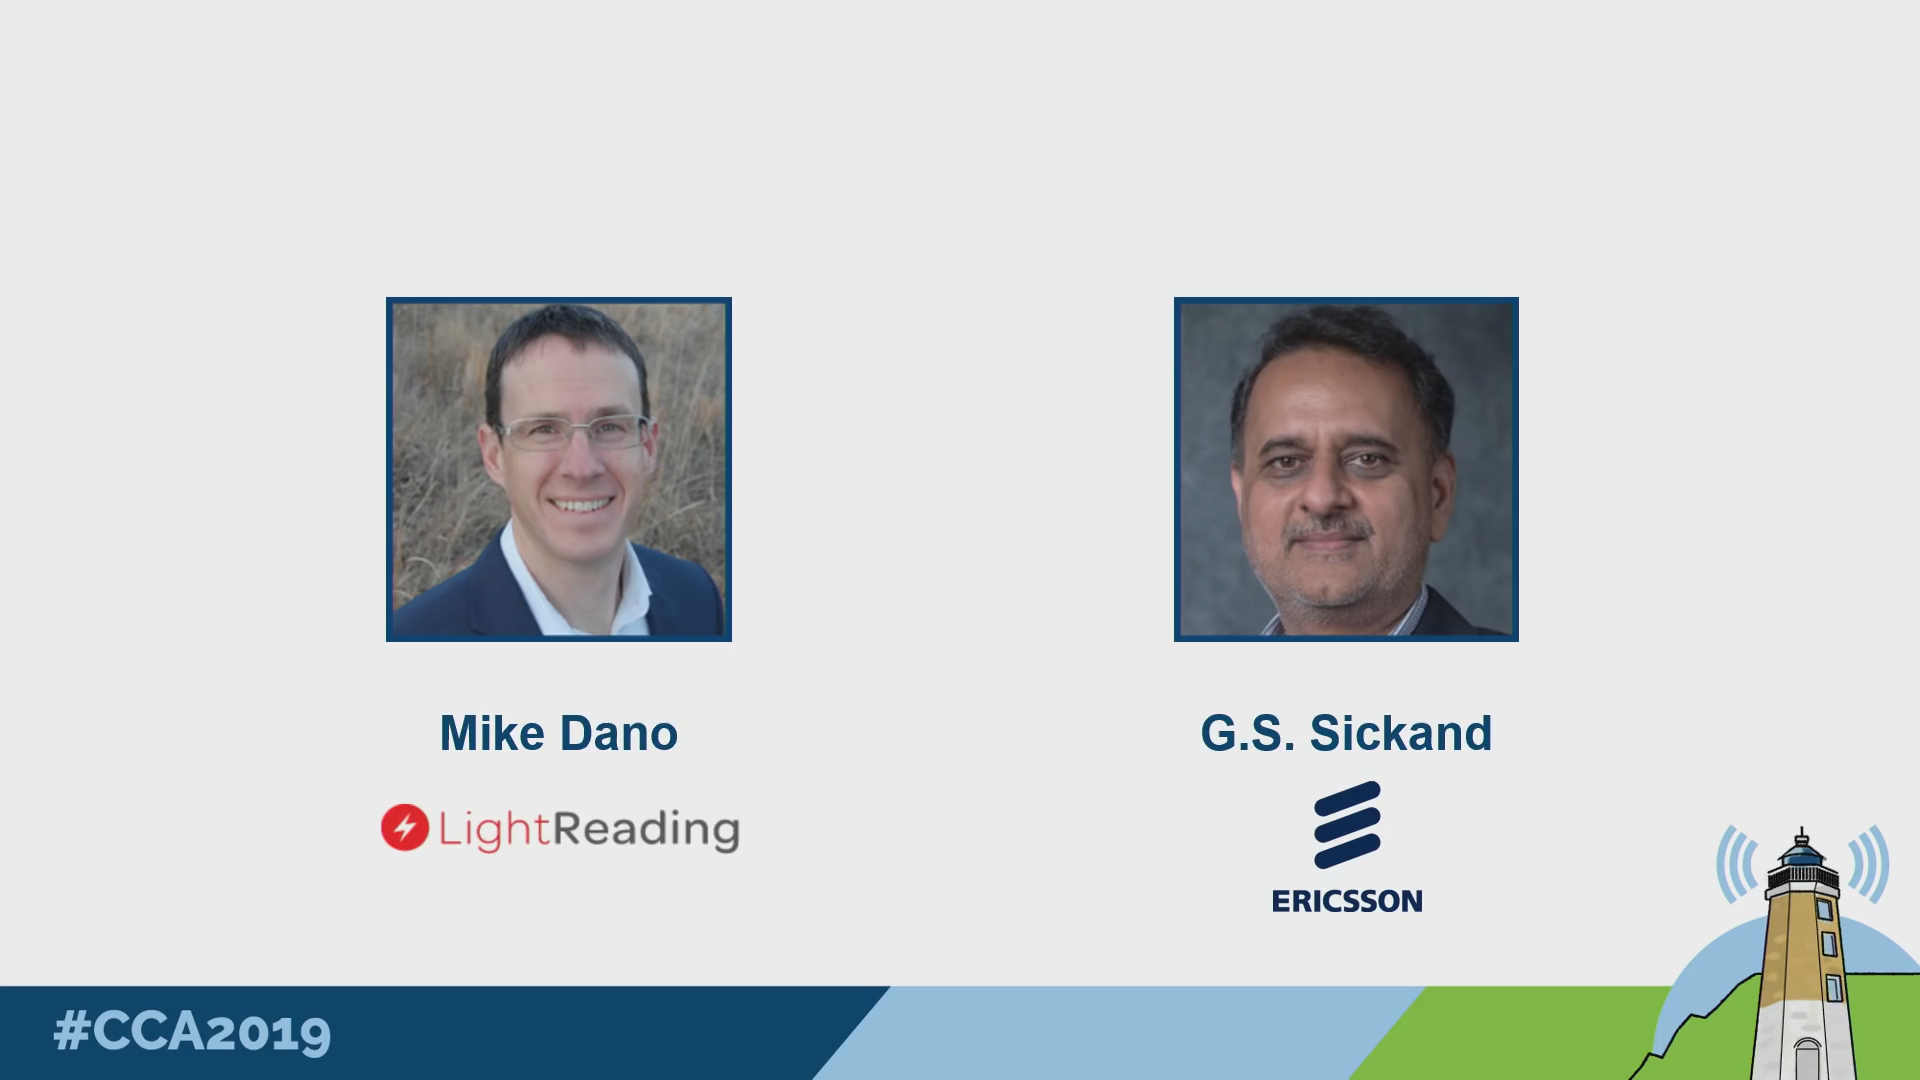 Mike Dano
G.S. Sickand
LightReading
ERICSSON
#CCA2019